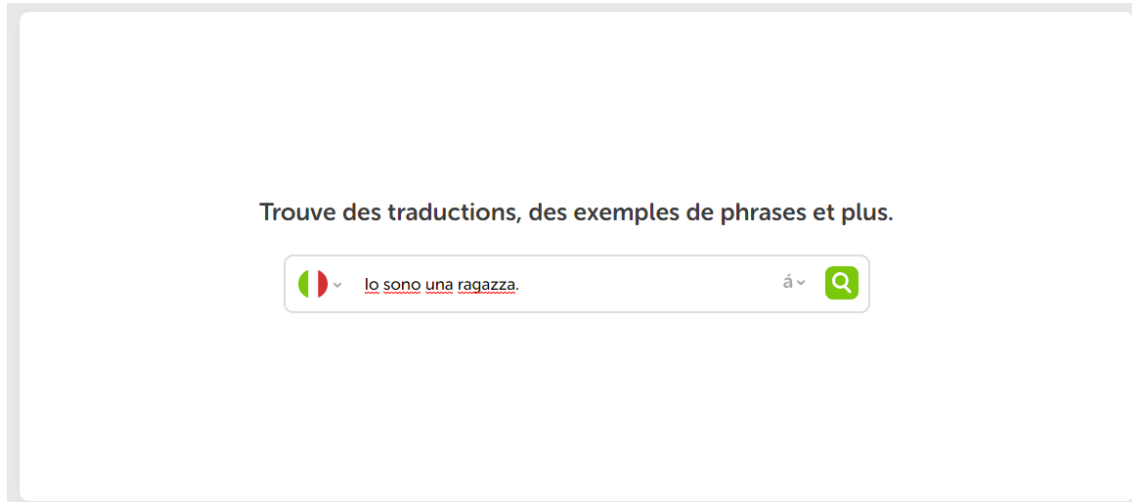 Trouve des traductions, des exemples de phrases et plus.
Io sono una ragazza.
á